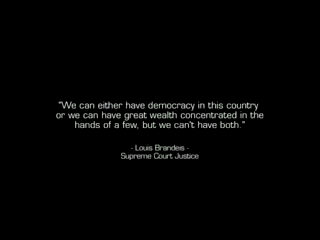 "We can either have democracy in this country
or we can have great wealth concentrated in the
hands of a few, but we can't have both."
- Louis Brandeis -
Supreme Court Justice